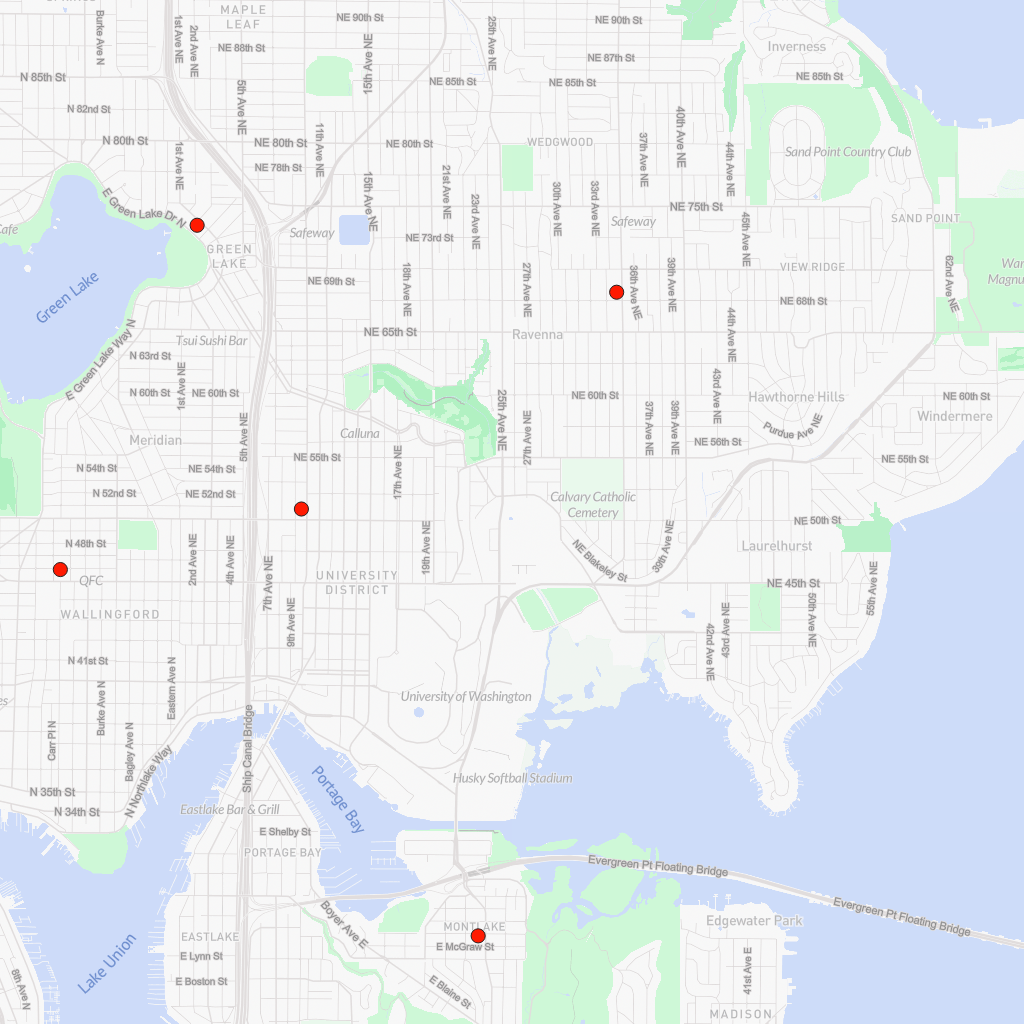 MAPLE
LEAF
NE 90th St
NE 90th St
Burke Ave N
1st Ave NE
2nd Ave NE
NE 88th St
15th Ave NE
25th Ave NE
NE 87th St
Inverness
N 85th St
5th Ave NE
NE 85th St
NE 85th St
NE 85th St
N 82nd St
N 80th St
NE 80th St
11th Ave NE
NE 80th St
WEDGWOOD
37th Ave NE
40th Ave NE
44th Ave NE
Sand Point Country Club
1st Ave NE
NE 78th St
15th Ave NE
21st Ave NE
23rd Ave NE
30th Ave NE
33rd Ave NE
NE 75th St
45th Ave NE
SAND POINT
E Green Lake Dr N
Safeway
Safeway
Cafe
NE 73rd St
GREEN
LAKE
VIEW RIDGE
62nd Ave NE
NE 69th St
18th Ave NE
27th Ave NE
36th Ave NE
39th Ave NE
NE 68th St
Green Lake
E Green Lake Way N
Tsui Sushi Bar
NE 65th St
Ravenna
44th Ave NE
N 63rd St
N 60th St
1st Ave NE
NE 60th St
NE 60th St
43rd Ave NE
Hawthorne Hills
NE 60th St
Windermere
Meridian
5th Ave NE
Calluna
25th Ave NE
27th Ave NE
37th Ave NE
39th Ave NE
NE 56th St
Purdue Ave NE
N 54th St
NE 54th St
NE 55th St
17th Ave NE
NE 55th St
N 52nd St
NE 52nd St
Calvary Catholic
Cemetery
NE 50th St
N 48th St
2nd Ave NE
4th Ave NE
7th Ave NE
19th Ave NE
NE Blakeley St
39th Ave NE
Laurelhurst
QFC
UNIVERSITY
DISTRICT
NE 45th St
WALLINGFORD
9th Ave NE
42nd Ave NE
43rd Ave NE
50th Ave NE
55th Ave NE
N 41st St
Burke Ave N
Eastern Ave N
University of Washington
Carr Pl N
Bagley Ave N
N Northlake Way
Ship Canal Bridge
Portage Bay
Husky Softball Stadium
N 35th St
N 34th St
Eastlake Bar & Grill
E Shelby St
PORTAGE BAY
Evergreen Pt Floating Bridge
Evergreen Pt Floating Bridge
Boyer Ave E
MONTLAKE
E McGraw St
Edgewater Park
EASTLAKE
E Lynn St
Lake Union
E Boston St
E Blaine St
41st Ave E
8th Ave N
MADISON